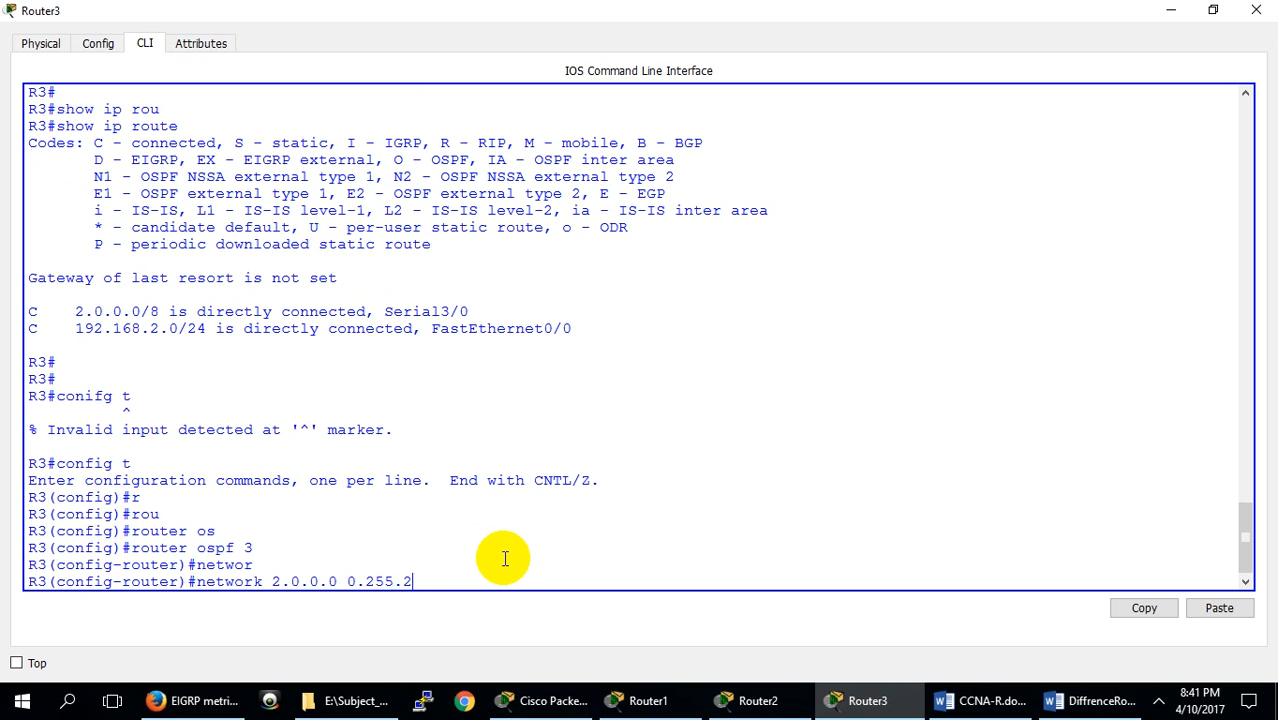 Router3
Physical Config CLI Attributes
IOS Command Line Interface
R3#
R3#show ip rou
R3#show ip route
Codes: C - connected, S - static, I - IGRP, R - RIP, M - mobile, B - BGP
D - EIGRP, EX - EIGRP external, O - OSPF, IA - OSPF inter area
N1 - OSPF NSSA external type 1, N2 - OSPF NSSA external type 2
E1 - OSPF external type 1, E2 - OSPF external type 2, E - EGP
i - IS-IS, L1 - IS-IS level-1, L2 - IS-IS level-2, ia - IS-IS inter area
* - candidate default, U - per-user static route, o - ODR
P - periodic downloaded static route
Gateway of last resort is not set
C 2.0.0.0/8 is directly connected, Serial3/0
C 192.168.2.0/24 is directly connected, FastEthernet0/0
R3#
R3#
R3#conifg t
^
% Invalid input detected at '^' marker.
R3#config t
Enter configuration commands, one per line. End with CNTL/Z.
R3(config)#r
R3(config)#rou
R3(config)#router os
R3(config)#router ospf 3
R3(config-router)#networ
R3(config-router)#network 2.0.0.0 0.255.2
Copy Paste
Top
EIGRP metri... E:\Subject_... Cisco Packe... Router1 Router2 Router3 CCNA-R.do... DiffrenceRo... 8:41 PM
4/10/2017